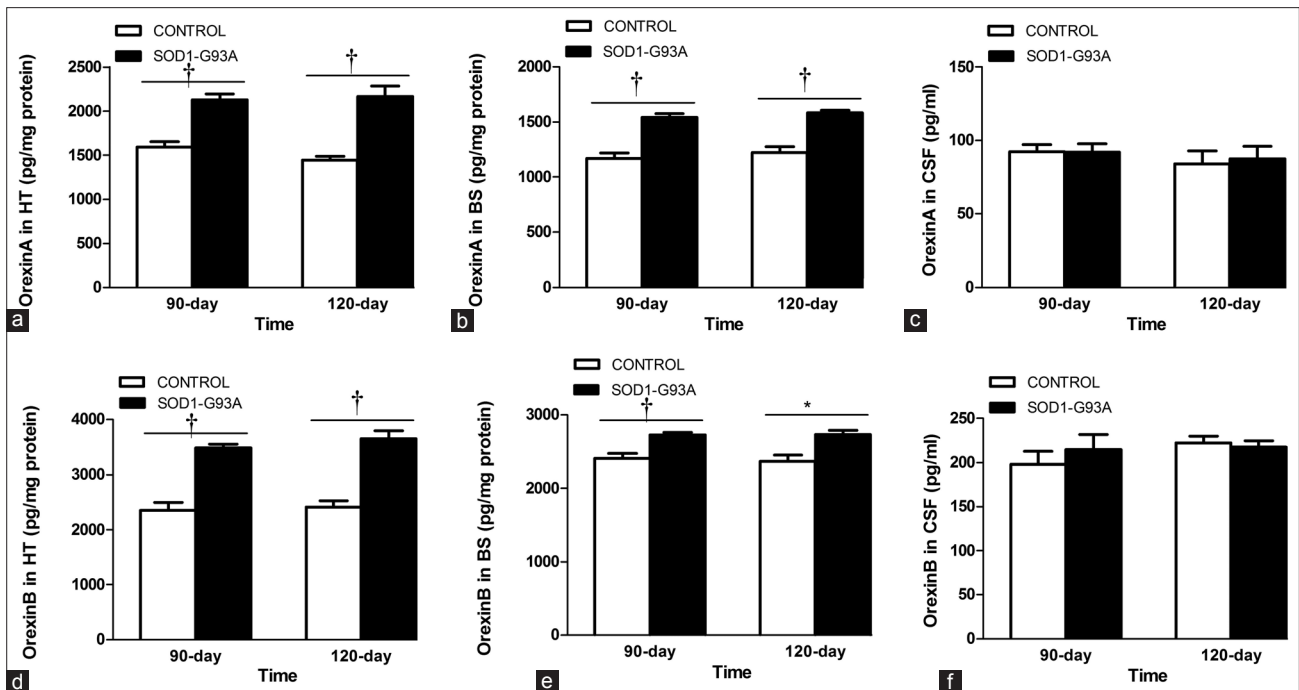 CONTROL
SOD1-G93A
†
†
2500
2000
1500
1000
500
0
OrexinA in HT (pg/mg protein)
90-day
120-day
Time
a
CONTROL
SOD1-G93A
†
†
2000
1500
1000
500
0
OrexinA in BS (pg/mg protein)
90-day
120-day
Time
b
CONTROL
SOD1-G93A
150
100
50
0
OrexinA in CSF (pg/ml)
90-day
120-day
Time
c
CONTROL
SOD1-G93A
†
†
4000
3000
2000
1000
0
OrexinB in HT (pg/mg protein)
90-day
120-day
Time
d
CONTROL
SOD1-G93A
†
*
3000
2000
1000
0
OrexinB in BS (pg/mg protein)
90-day
120-day
Time
e
CONTROL
SOD1-G93A
250
200
250
200
50
0
OrexinB in CSF (pg/ml)
90-day
120-day
Time
f